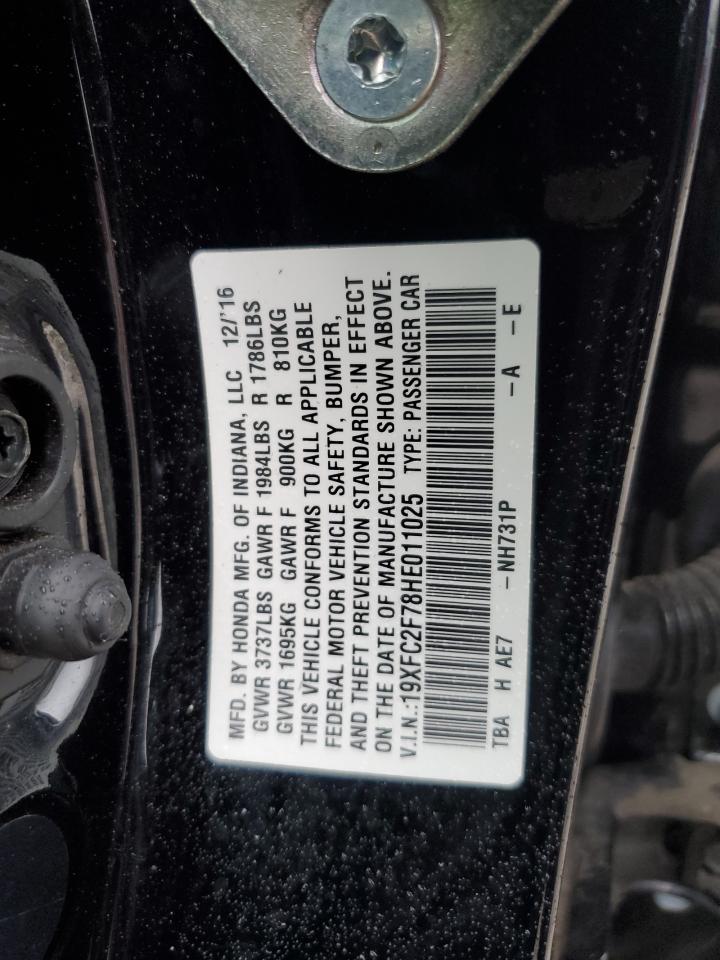 MFD. BY HONDA MFG. OF INDIANA, LLC 12/'16
GVWR 3737LBS GAWR F 1984LBS R 1786LBS
GVWR 1695KG GAWR F 900KG R 810KG
THIS VEHICLE CONFORMS TO ALL APPLICABLE
FEDERAL MOTOR VEHICLE SAFETY, BUMPER,
AND THEFT PREVENTION STANDARDS IN EFFECT
ON THE DATE OF MANUFACTURE SHOWN ABOVE.
V.I.N.:19XFC2F78HE011025 TYPE: PASSENGER CAR
TBA H AE7 – NH731P – A – E